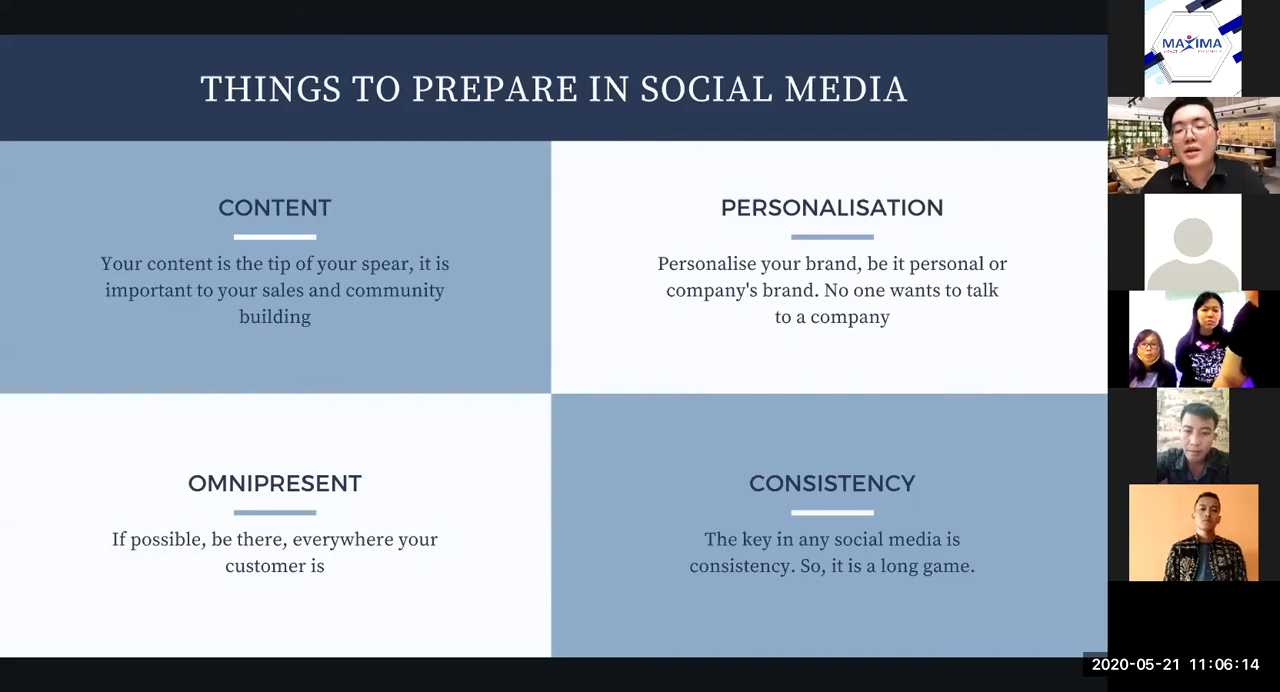 THINGS TO PREPARE IN SOCIAL MEDIA
CONTENT
Your content is the tip of your spear, it is
important to your sales and community
building
PERSONALISATION
Personalise your brand, be it personal or
company's brand. No one wants to talk
to a company
OMNIPRESENT
If possible, be there, everywhere your
customer is
CONSISTENCY
The key in any social media is
consistency. So, it is a long game.
MAXIMA
2020-05-21 11:06:14